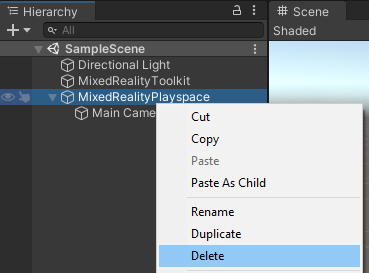 Hierarchy
Scene
All
Shaded
SampleScene
Directional Light
MixedRealityToolkit
MixedRealityPlayspace
Main Came
Cut
Copy
Paste
Paste As Child
Rename
Duplicate
Delete